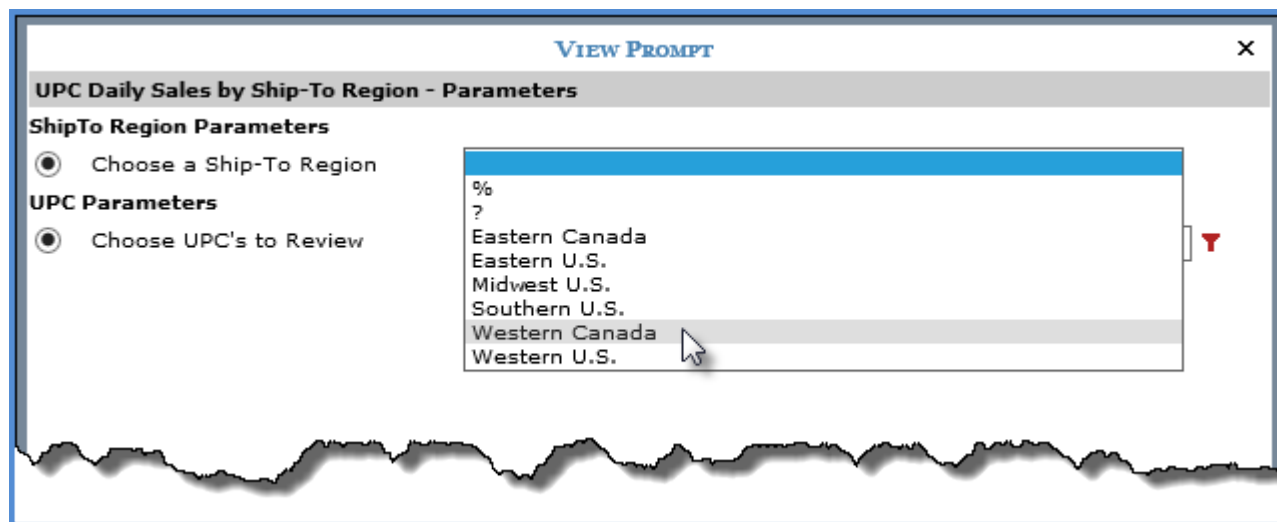 VIEW PROMPT
UPC Daily Sales by Ship-To Region - Parameters
ShipTo Region Parameters
Choose a Ship-To Region
%
?
Eastern Canada
Eastern U.S.
Midwest U.S.
Southern U.S.
Western Canada
Western U.S.
UPC Parameters
Choose UPC's to Review